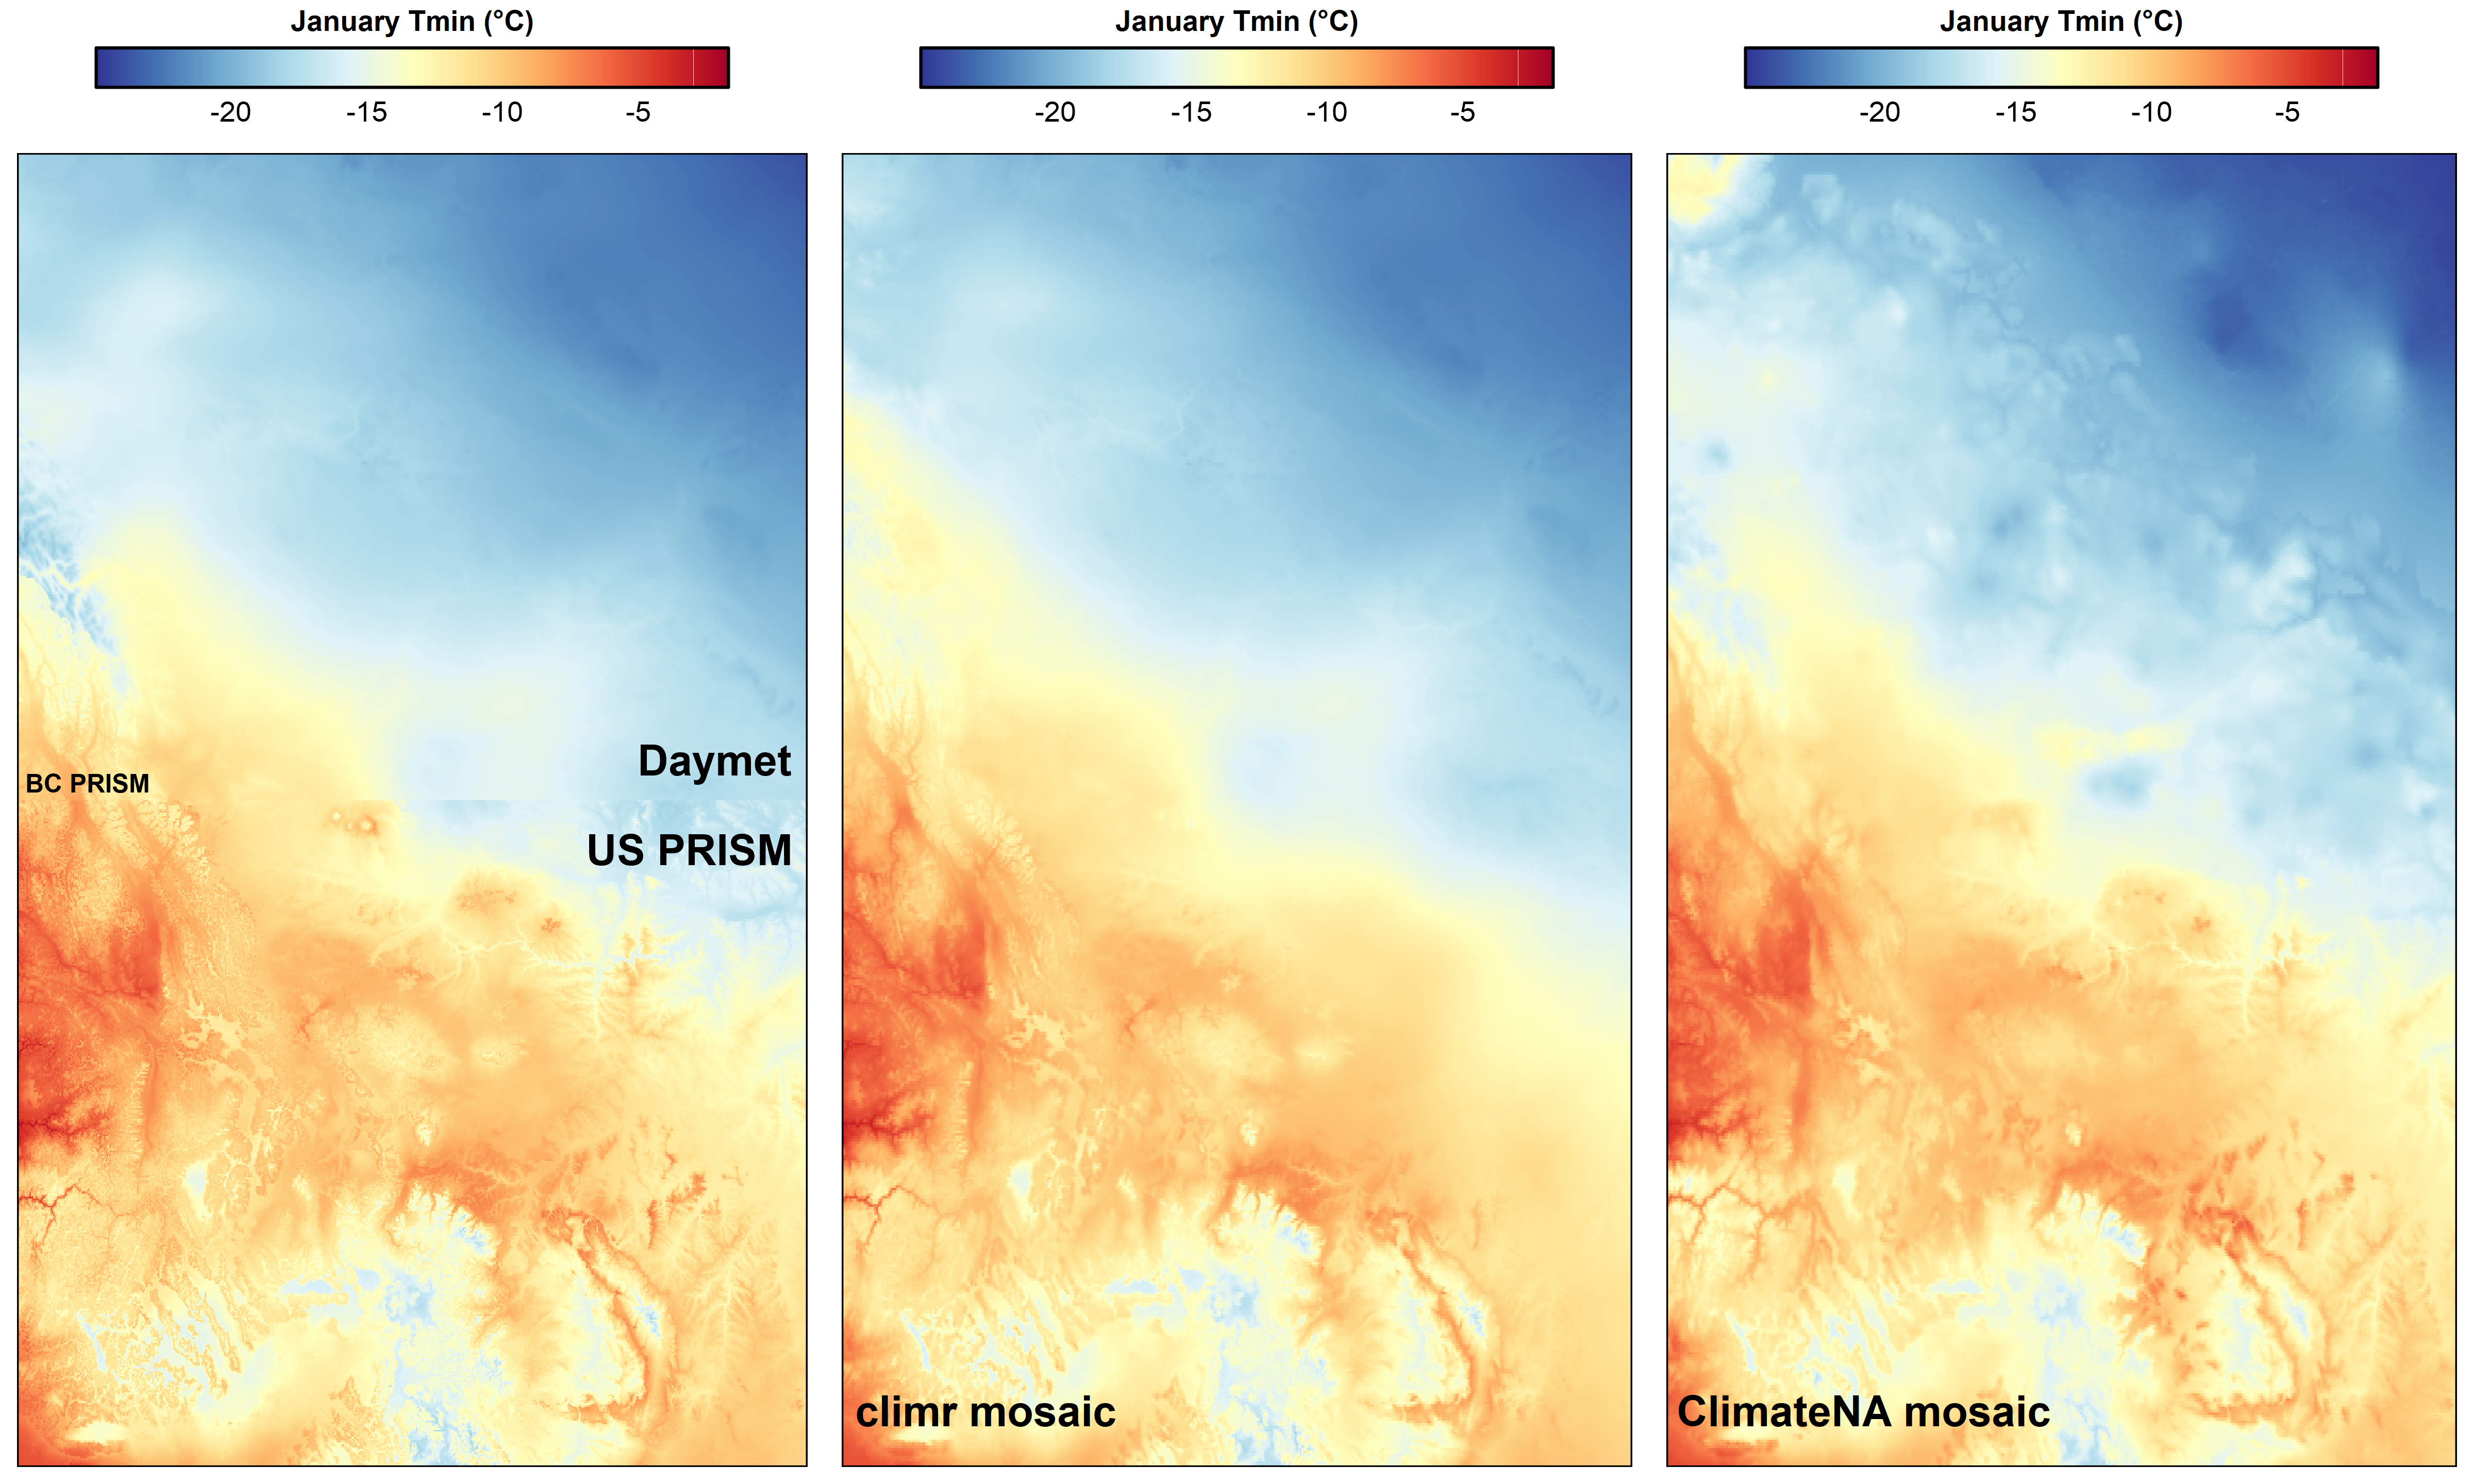 January Tmin (°C)
-20 -15 -10 -5
January Tmin (°C)
-20 -15 -10 -5
January Tmin (°C)
-20 -15 -10 -5
Daymet
BC PRISM
US PRISM
climr mosaic
ClimateNA mosaic